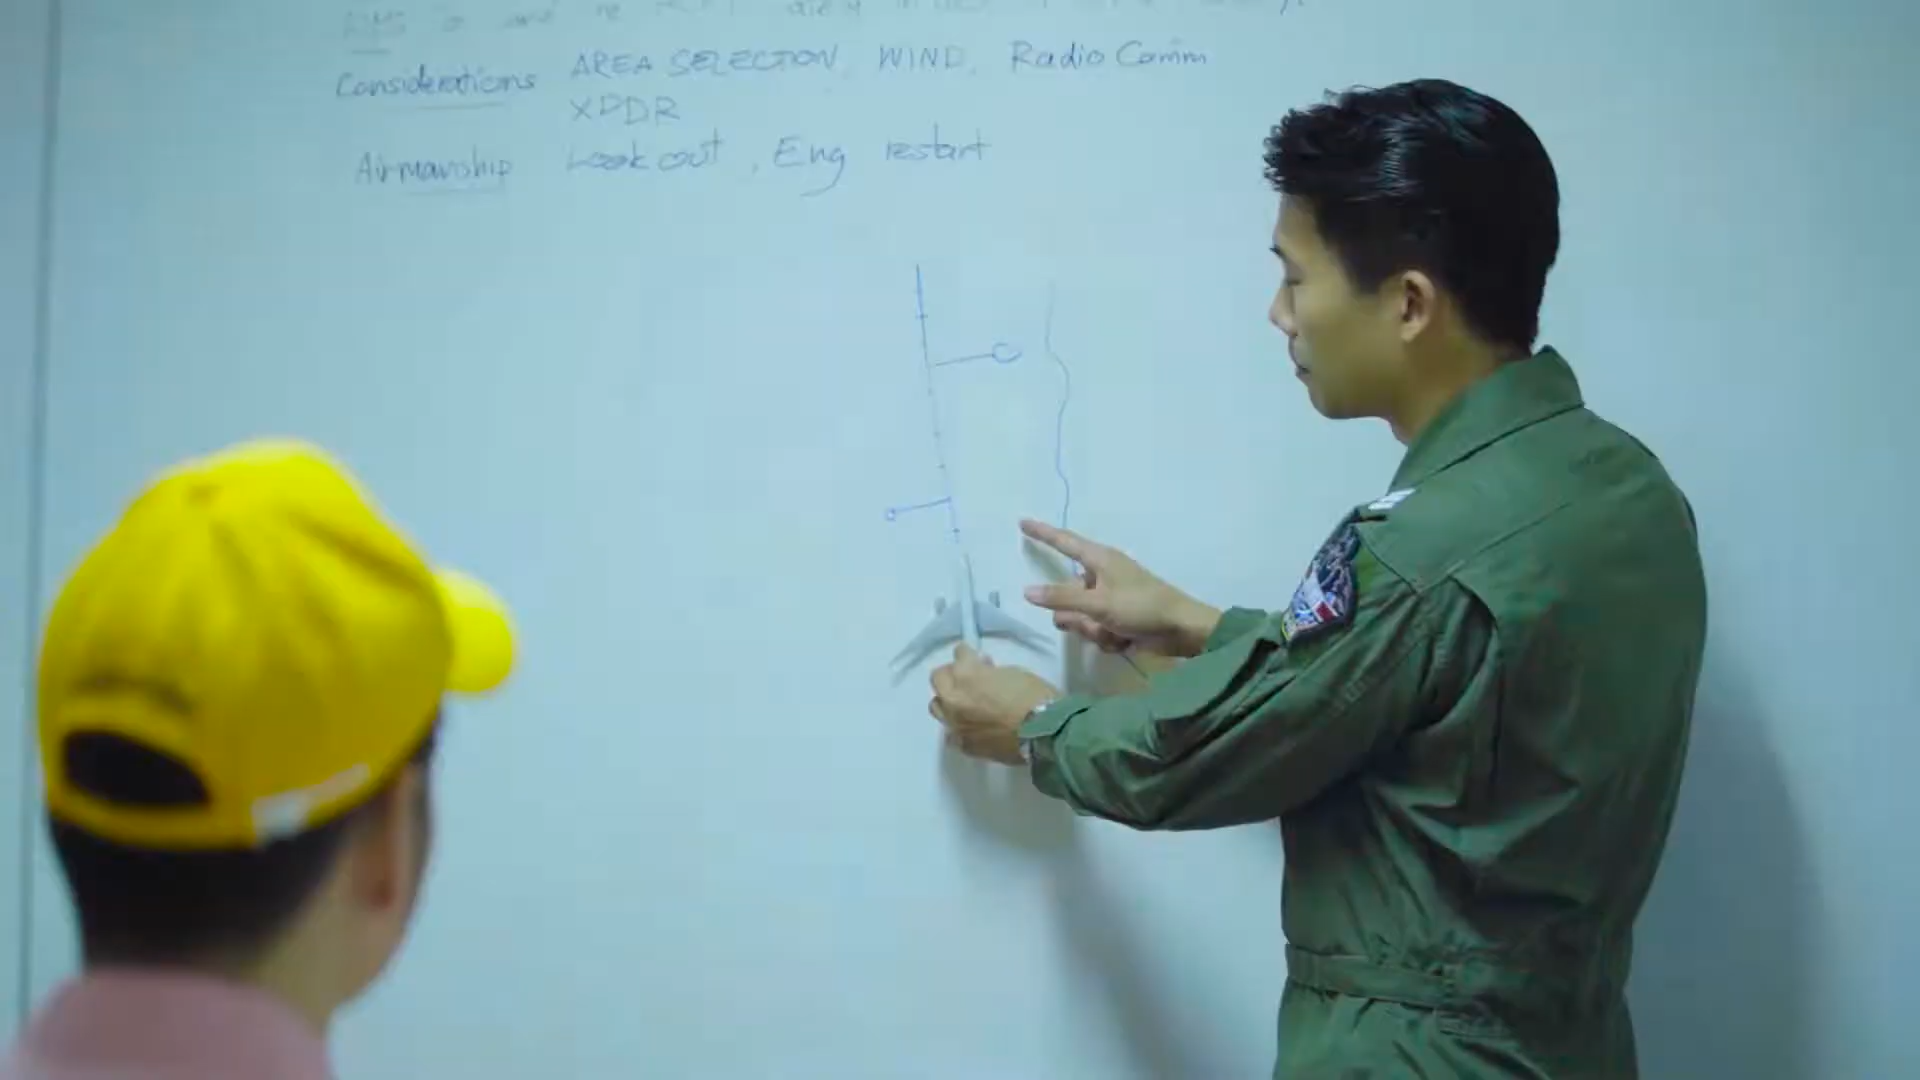 Considerations AREA SELECTION, WIND, Radio Comm
XPDR
Airmanship Lookout, Eng restart